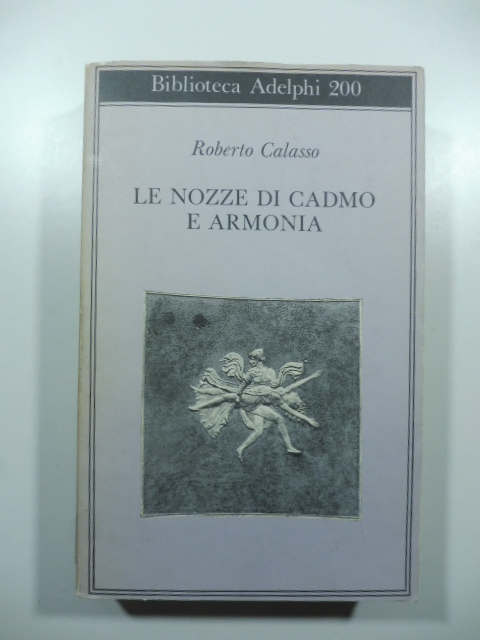 Biblioteca Adelphi 200
Roberto Calasso
LE NOZZE DI CADMO
E ARMONIA